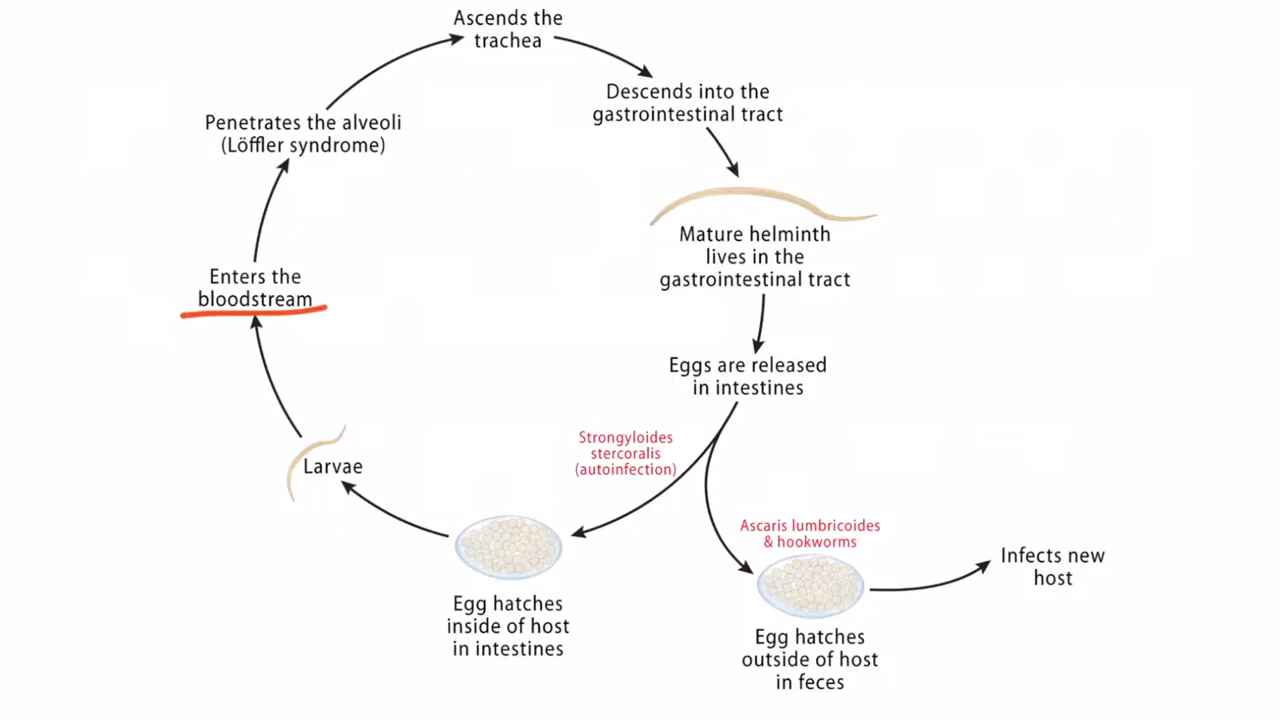 Ascends the
trachea
Descends into the
gastrointestinal tract
Penetrates the alveoli
(Löffler syndrome)
Mature helminth
lives in the
gastrointestinal tract
Enters the
bloodstream
Eggs are released
in intestines
Strongyloides
stercoralis
(autoinfection)
Larvae
Ascaris lumbricoides
& hookworms
Infects new
host
Egg hatches
inside of host
in intestines
Egg hatches
outside of host
in feces